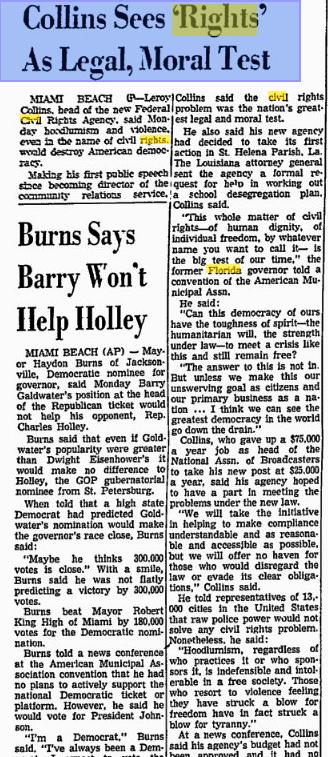 Collins Sees 'Rights'
As Legal, Moral Test
MIAMI BEACH (P—Leroy
Collins, head of the new Federal
Civil Rights Agency, said Mon-
day hoodlumism and violence,
even in the name of civil rights,
would destroy American democ-
racy.
Making his first public speech
since becoming director of the
community relations service,
Collins said the civil rights
problem was the nation's great-
est legal and moral test.
He also said his new agency
had decided to take its first
action in St. Helena Parish, La.
The Louisiana attorney general
sent the agency a formal re-
quest for help in working out
a school desegregation plan,
Collins said.
"This whole matter of civil
rights—of human dignity, of
individual freedom, by whatever
name you want to call it— is
the big test of our time," the
former Florida governor told a
convention of the American Mu-
nicipal Assn.
He said:
"Can this democracy of ours
have the toughness of spirit—the
humanitarian will, the strength
under law—to meet a crisis like
this and still remain free?
"The answer to this is not in.
But unless we make this our
unswerving goal as citizens and
our primary business as a na-
tion ... I think we can see the
greatest democracy in the world
go down the drain."
Collins, who gave up a $75,000
a year job as head of the
National Assn. of Broadcasters
to take his new post at $25,000
a year, said his agency hoped
to have a part in meeting the
problems under the new law.
"We will take the initiative
in helping to make compliance
understandable and as reasona-
ble and accessible as possible,
but we will offer no haven for
those who would disregard the
law or evade its clear obliga-
tions," Collins said.
He told representatives of 13,-
000 cities in the United States
that raw police power would not
solve any civil rights problem.
Nonetheless, he said:
"Hoodlumism, regardless of
who practices it or who spon-
sors it, is indefensible and intol-
erable in a free society. Those
who resort to violence feeling
they have struck a blow for
freedom have in fact struck a
blow for tyranny."
At a news conference, Collins
said his agency's budget had not
been approved and it had no
Burns Says
Barry Won't
Help Holley
MIAMI BEACH (AP) — May-
or Haydon Burns of Jackson-
ville, Democratic nominee for
governor, said Monday Barry
Galdwater's position at the head
of the Republican ticket would
not help his opponent, Rep.
Charles Holley.
Burns said that even if Gold-
water's popularity were greater
than Dwight Eisenhower's it
would make no difference to
Holley, the GOP gubernatorial
nominee from St. Petersburg.
When told that a high state
Democrat had predicted Gold-
water's nomination would make
the governor's race close, Burns
said:
"Maybe he thinks 300,000
votes is close." With a smile,
Burns said he was not flatly
predicting a victory by 300,000
votes.
Burns beat Mayor Robert
King High of Miami by 180,000
votes for the Democratic nomi-
nation.
Burns told a news conference
at the American Municipal As-
sociation convention that he had
no plans to actively support the
national Democratic ticket or
platform. However, he said he
would vote for President John-
son.
"I'm a Democrat," Burns
said. "I've always been a Dem-